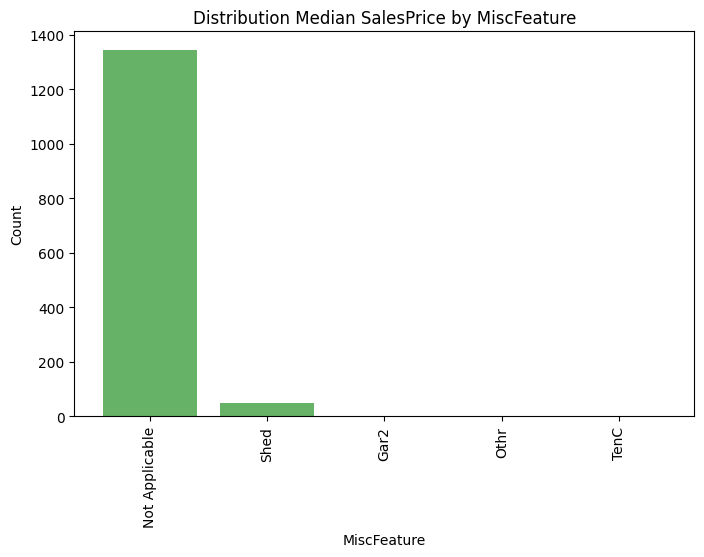 Distribution Median SalesPrice by MiscFeature
1400
1200
1000
800
600
400
200
0
Count
Not Applicable
Shed
Gar2
Othr
TenC
MiscFeature